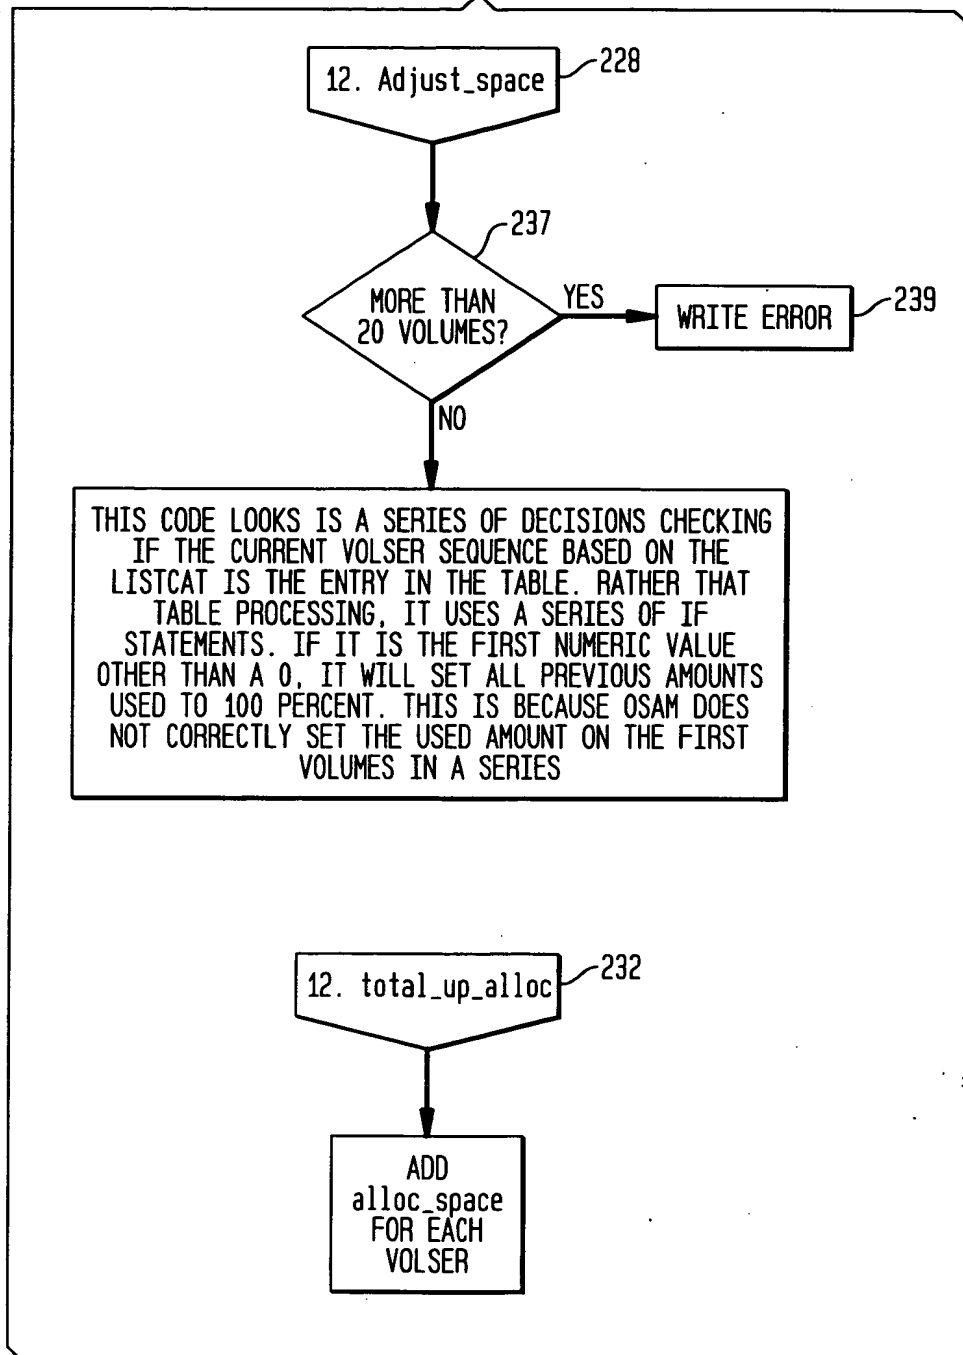 12. Adjust_space
228
237
MORE THAN
20 VOLUMES?
YES
WRITE ERROR
239
NO
THIS CODE LOOKS IS A SERIES OF DECISIONS CHECKING
IF THE CURRENT VOLSER SEQUENCE BASED ON THE
LISTCAT IS THE ENTRY IN THE TABLE. RATHER THAT
TABLE PROCESSING, IT USES A SERIES OF IF
STATEMENTS. IF IT IS THE FIRST NUMERIC VALUE
OTHER THAN A 0, IT WILL SET ALL PREVIOUS AMOUNTS
USED TO 100 PERCENT. THIS IS BECAUSE OSAM DOES
NOT CORRECTLY SET THE USED AMOUNT ON THE FIRST
VOLUMES IN A SERIES
12. total_up_alloc
232
ADD
alloc_space
FOR EACH
VOLSER